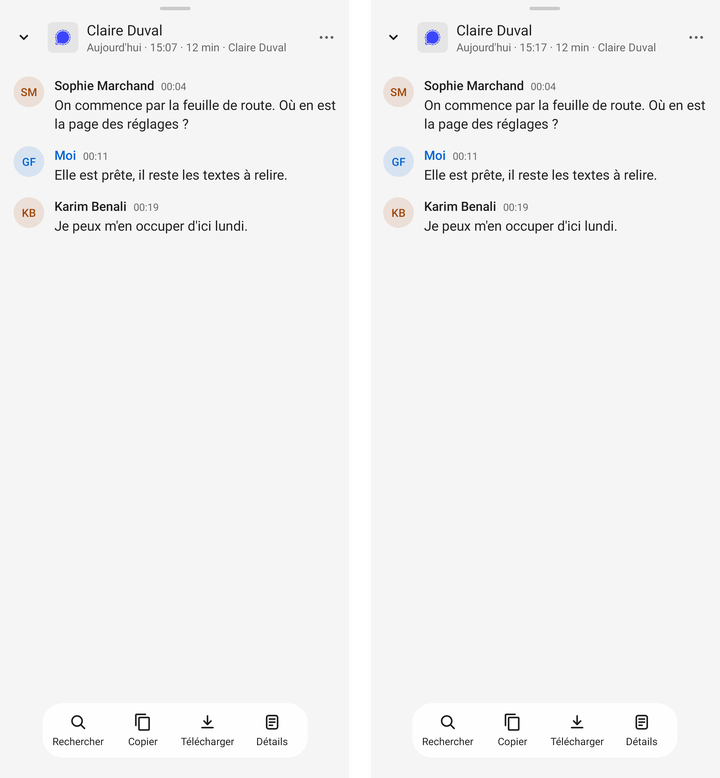 Claire Duval
Aujourd'hui · 15:07 · 12 min · Claire Duval
SM
Sophie Marchand 00:04
On commence par la feuille de route. Où en est
la page des réglages ?
GF
Moi 00:11
Elle est prête, il reste les textes à relire.
KB
Karim Benali 00:19
Je peux m'en occuper d'ici lundi.
Rechercher Copier Télécharger Détails
Claire Duval
Aujourd'hui · 15:17 · 12 min · Claire Duval
SM
Sophie Marchand 00:04
On commence par la feuille de route. Où en est
la page des réglages ?
GF
Moi 00:11
Elle est prête, il reste les textes à relire.
KB
Karim Benali 00:19
Je peux m'en occuper d'ici lundi.
Rechercher Copier Télécharger Détails